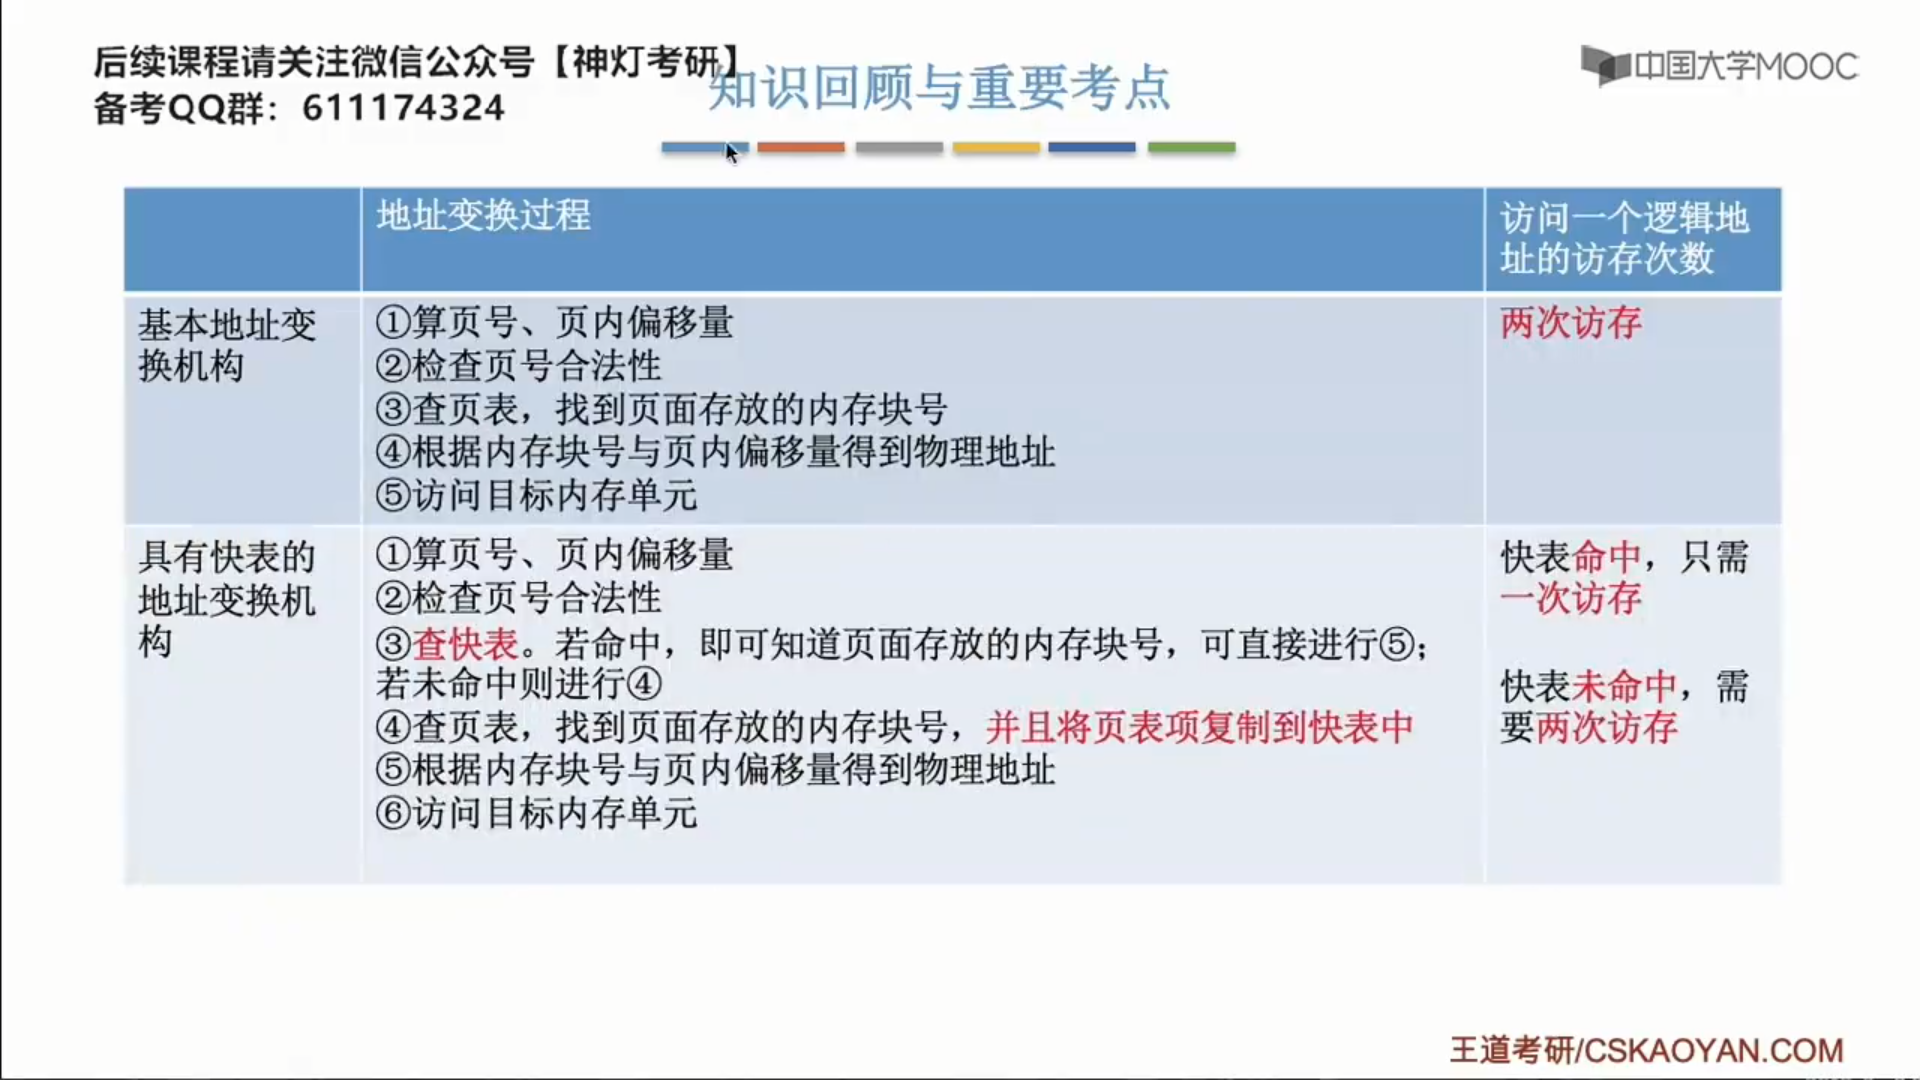 后续课程请关注微信公众号【神灯考研】
备考QQ群：611174324
知识回顾与重要考点
中国大学MOOC
地址变换过程
访问一个逻辑地
址的访存次数
基本地址变
换机构
①算页号、页内偏移量
②检查页号合法性
③查页表，找到页面存放的内存块号
④根据内存块号与页内偏移量得到物理地址
⑤访问目标内存单元
两次访存
具有快表的
地址变换机
构
①算页号、页内偏移量
②检查页号合法性
③查快表。若命中，即可知道页面存放的内存块号，可直接进行⑤；
若未命中则进行④
④查页表，找到页面存放的内存块号，并且将页表项复制到快表中
⑤根据内存块号与页内偏移量得到物理地址
⑥访问目标内存单元
快表命中，只需
一次访存
快表未命中，需
要两次访存
王道考研/CSKAOYAN.COM